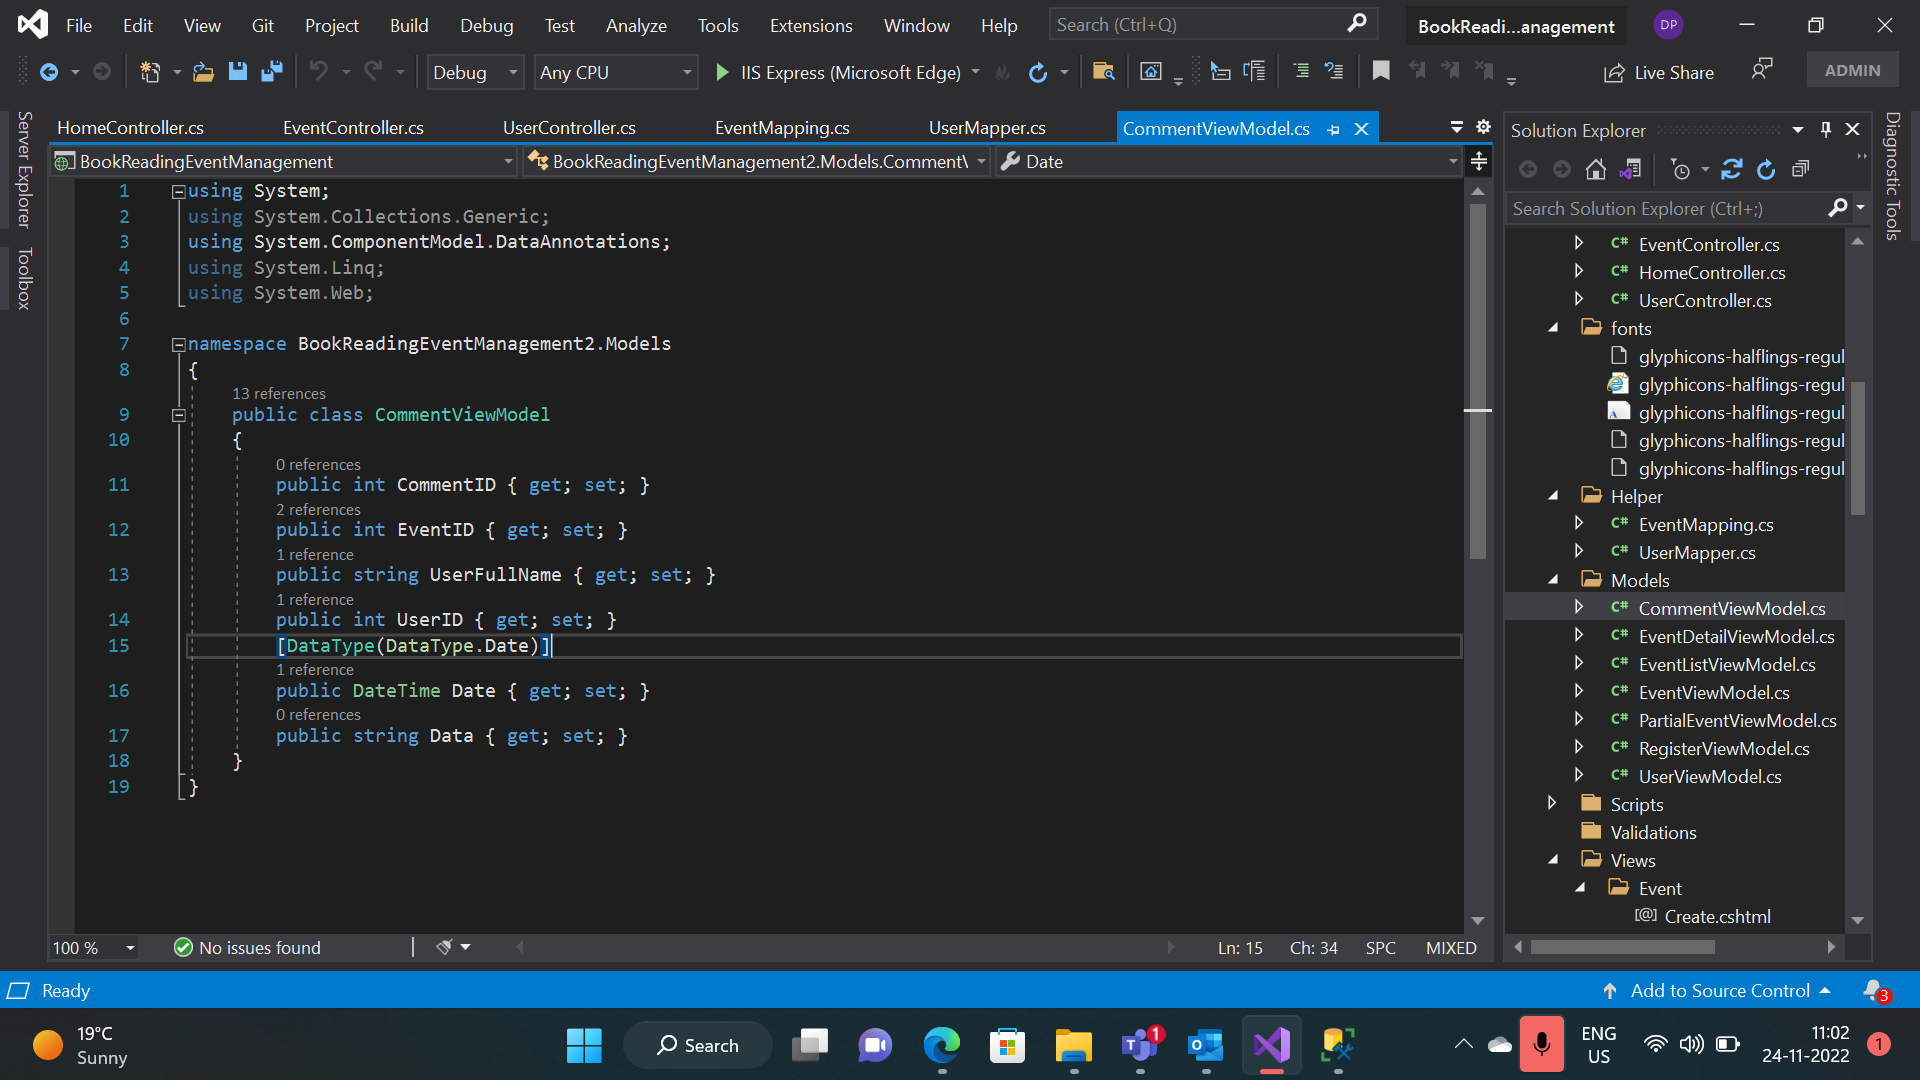 File Edit View Git Project Build Debug Test Analyze Tools Extensions Window Help Search (Ctrl+Q) BookReadi...anagement DP
Debug Any CPU IIS Express (Microsoft Edge) Live Share ADMIN
Server Explorer
Toolbox
HomeController.cs EventController.cs UserController.cs EventMapping.cs UserMapper.cs CommentViewModel.cs
BookReadingEventManagement BookReadingEventManagement2.Models.Comment Date
1 using System;
2 using System.Collections.Generic;
3 using System.ComponentModel.DataAnnotations;
4 using System.Linq;
5 using System.Web;
6
7 namespace BookReadingEventManagement2.Models
8 {
13 references
9 public class CommentViewModel
10 {
0 references
11 public int CommentID { get; set; }
2 references
12 public int EventID { get; set; }
1 reference
13 public string UserFullName { get; set; }
1 reference
14 public int UserID { get; set; }
15 [DataType(DataType.Date)]
1 reference
16 public DateTime Date { get; set; }
0 references
17 public string Data { get; set; }
18 }
19 }
100 % No issues found Ln: 15 Ch: 34 SPC MIXED
Solution Explorer
Search Solution Explorer (Ctrl+;)
C# EventController.cs
C# HomeController.cs
C# UserController.cs
fonts
glyphicons-halflings-regul
glyphicons-halflings-regul
glyphicons-halflings-regul
glyphicons-halflings-regul
glyphicons-halflings-regul
Helper
C# EventMapping.cs
C# UserMapper.cs
Models
C# CommentViewModel.cs
C# EventDetailViewModel.cs
C# EventListViewModel.cs
C# EventViewModel.cs
C# PartialEventViewModel.cs
C# RegisterViewModel.cs
C# UserViewModel.cs
Scripts
Validations
Views
Event
[@] Create.cshtml
Diagnostic Tools
Ready Add to Source Control 3
19°C
Sunny
Search
1
ENG
US
11:02
24-11-2022
1